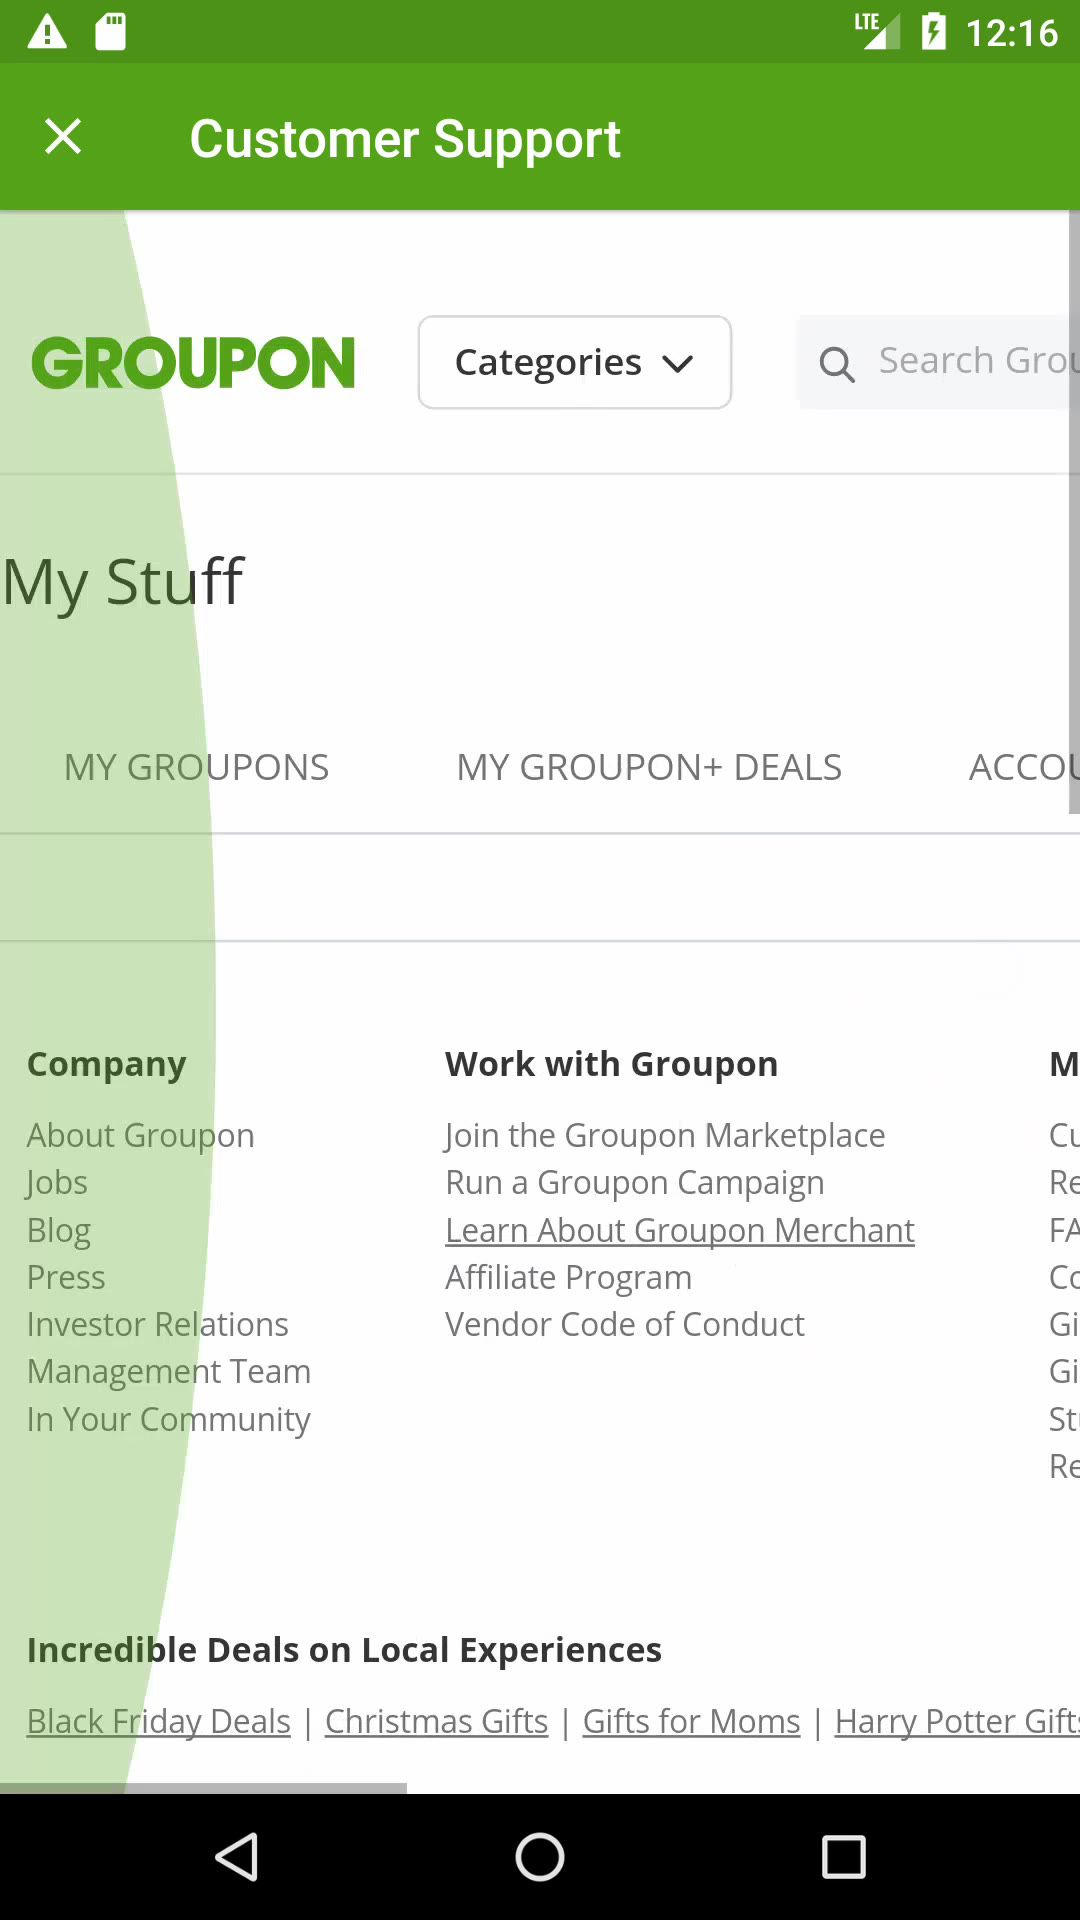 LTE 12:16
Customer Support
GROUPON Categories Search Grou
My Stuff
MY GROUPONS MY GROUPON+ DEALS ACCOU
Company
About Groupon
Jobs
Blog
Press
Investor Relations
Management Team
In Your Community
Work with Groupon
Join the Groupon Marketplace
Run a Groupon Campaign
Learn About Groupon Merchant
Affiliate Program
Vendor Code of Conduct
M
Cu
Re
FA
Co
Gi
Gi
Stu
Re
Incredible Deals on Local Experiences
Black Friday Deals | Christmas Gifts | Gifts for Moms | Harry Potter Gifts